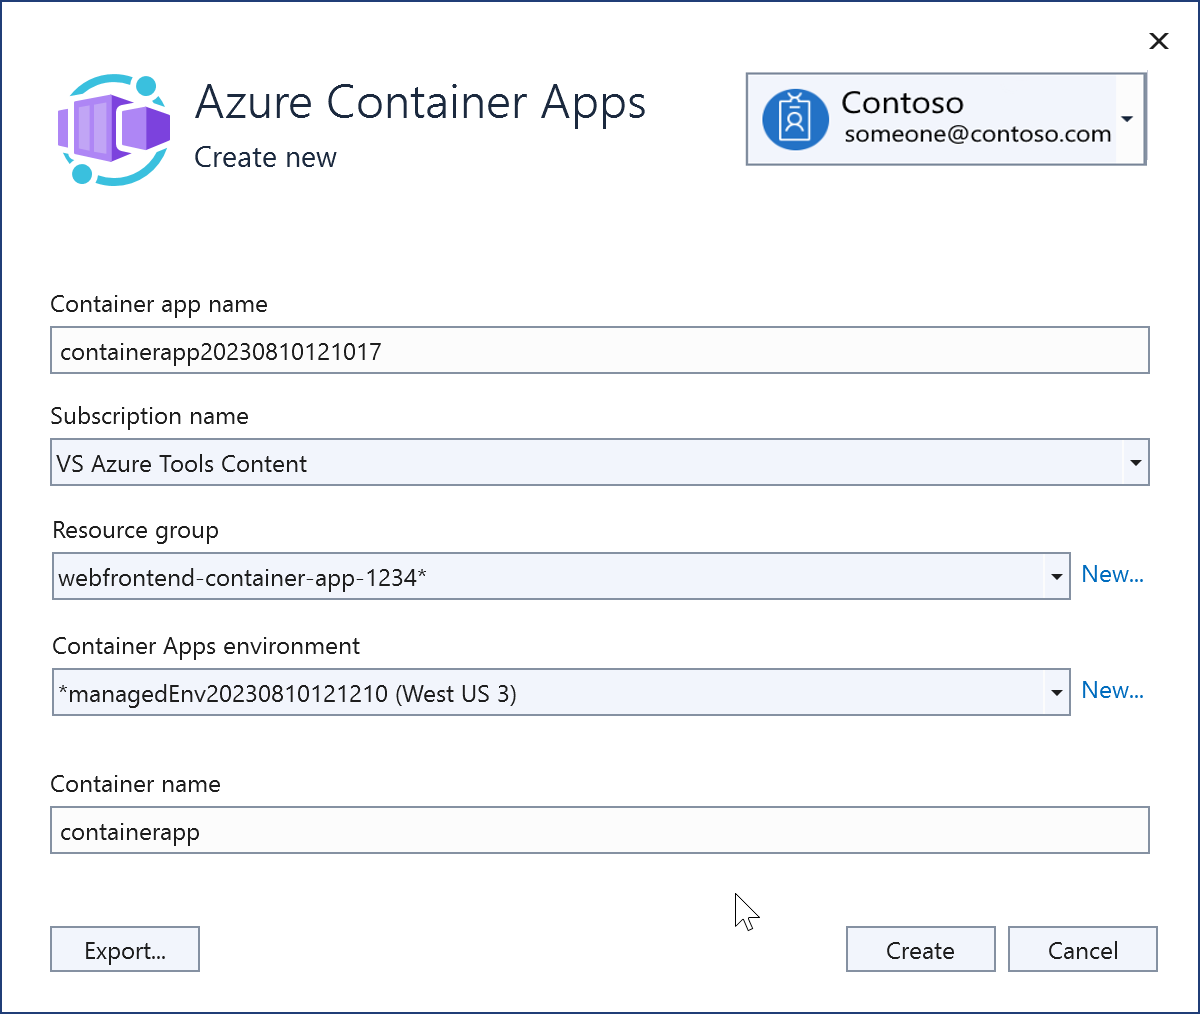 Azure Container Apps
Create new
Contoso
someone@contoso.com
Container app name
containerapp20230810121017
Subscription name
VS Azure Tools Content
Resource group
webfrontend-container-app-1234*
New...
Container Apps environment
*managedEnv20230810121210 (West US 3)
New...
Container name
containerapp
Export...
Create
Cancel